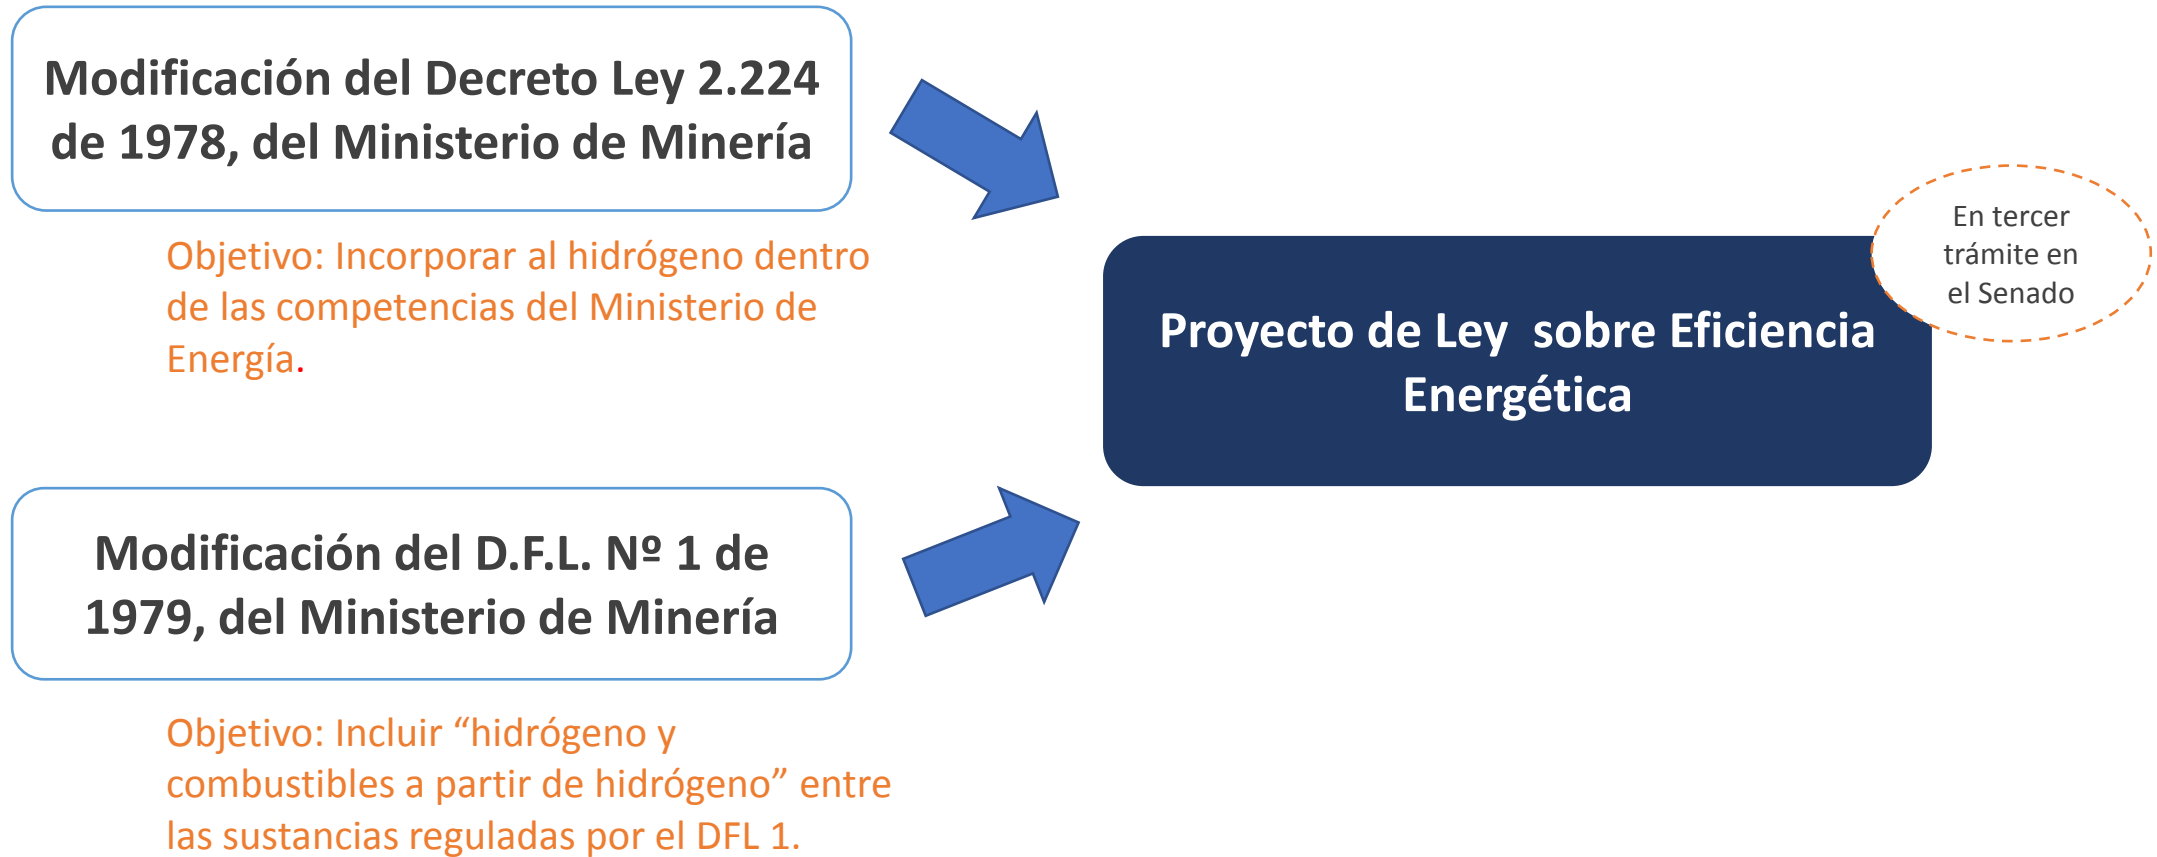 Modificación del Decreto Ley 2.224
de 1978, del Ministerio de Minería
Objetivo: Incorporar al hidrógeno dentro
de las competencias del Ministerio de
Energía.
Modificación del D.F.L. Nº 1 de
1979, del Ministerio de Minería
Objetivo: Incluir “hidrógeno y
combustibles a partir de hidrógeno” entre
las sustancias reguladas por el DFL 1.
Proyecto de Ley  sobre Eficiencia
Energética
En tercer
trámite en
el Senado